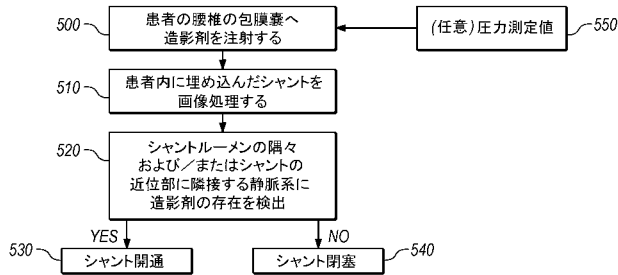 500
患者の腰椎の包膜嚢へ
造影剤を注射する
(任意)圧力測定値
550
510
患者内に埋め込んだシャントを
画像処理する
520
シャントルーメンの隅々
および/またはシャントの
近位部に隣接する静脈系に
造影剤の存在を検出
YES
NO
530
シャント開通
シャント閉塞
540